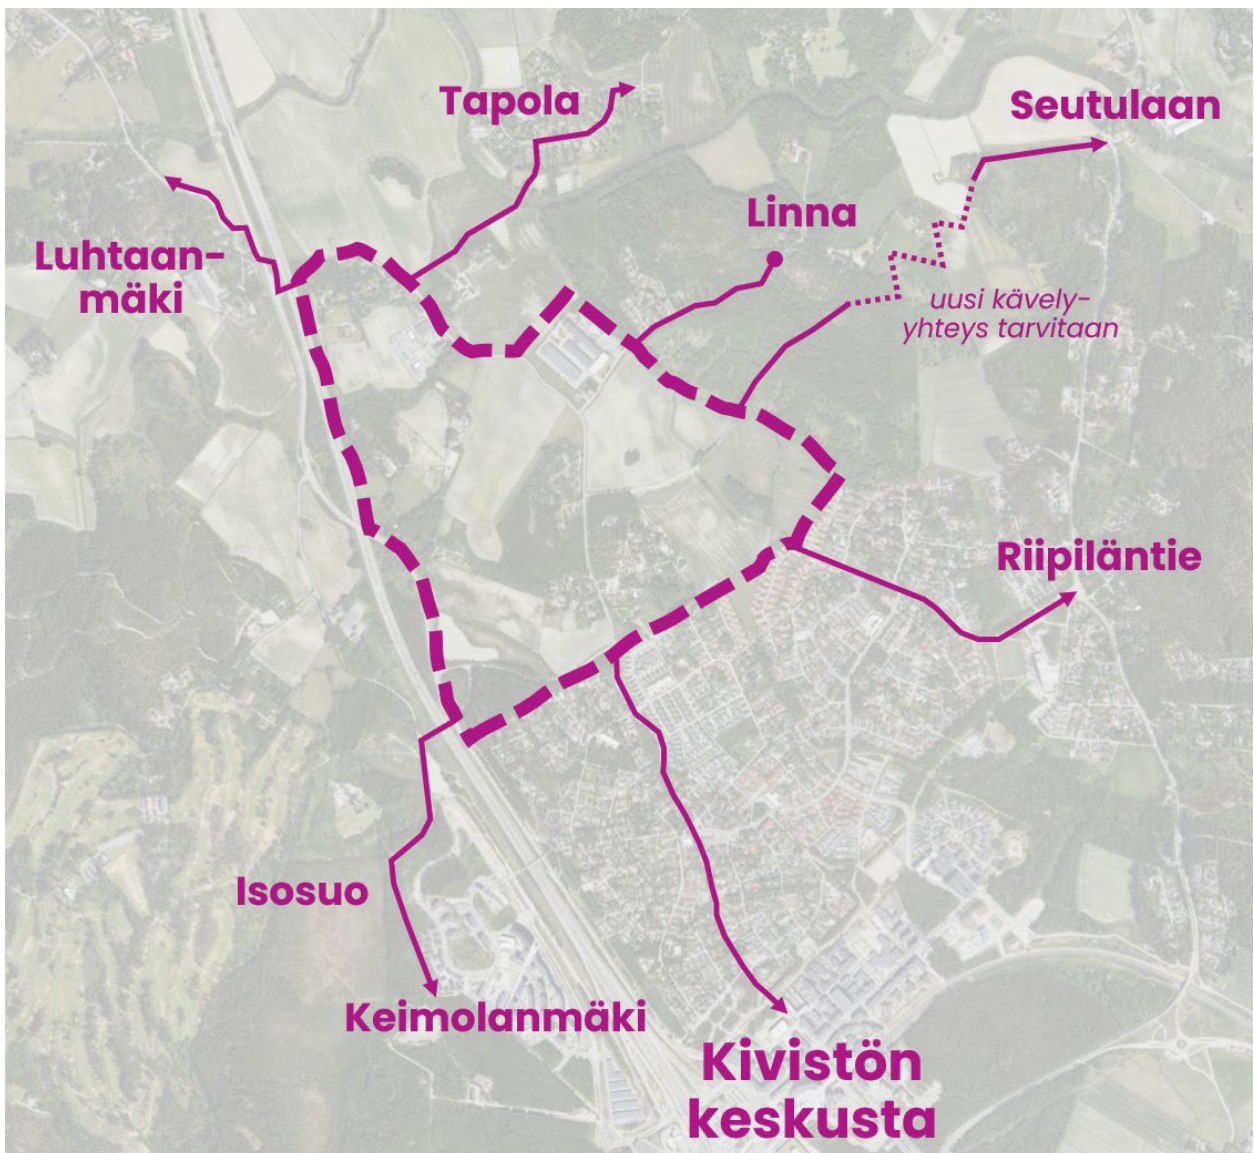 Tapola
Seutulaan
Linna
Luhtaan-
mäki
uusi kävely-
yhteys tarvitaan
Riipiläntie
Isosuo
Keimolanmäki
Kivistön
keskusta